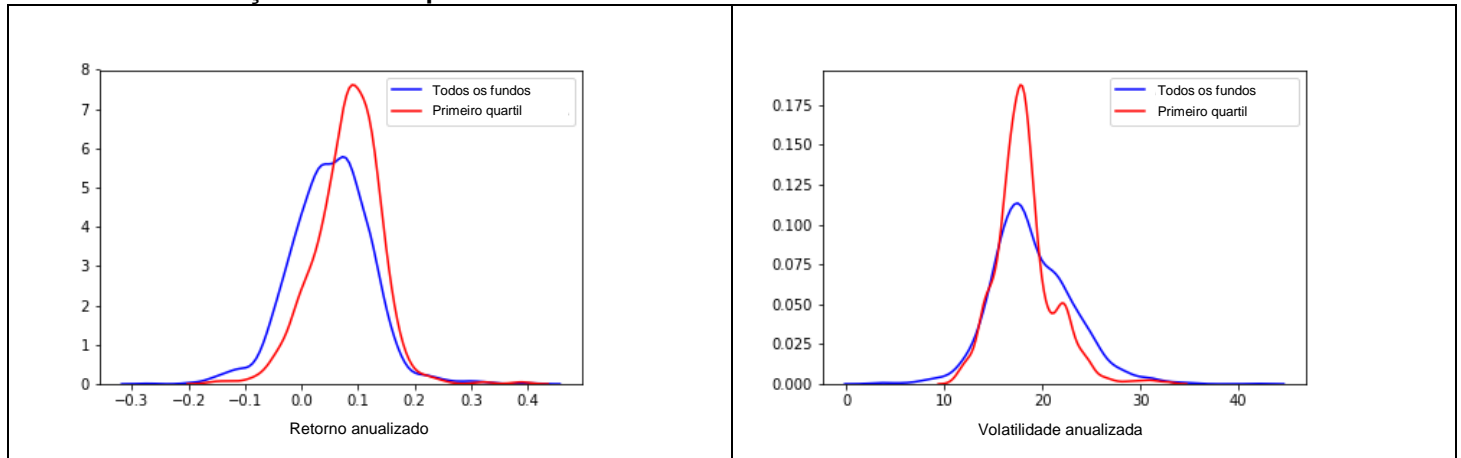 8
7
6
5
4
3
2
1
0
Todos os fundos
Primeiro quartil
−0.3 −0.2 −0.1 0.0 0.1 0.2 0.3 0.4
Retorno anualizado
0.175
0.150
0.125
0.100
0.075
0.050
0.025
0.000
Todos os fundos
Primeiro quartil
0 10 20 30 40
Volatilidade anualizada